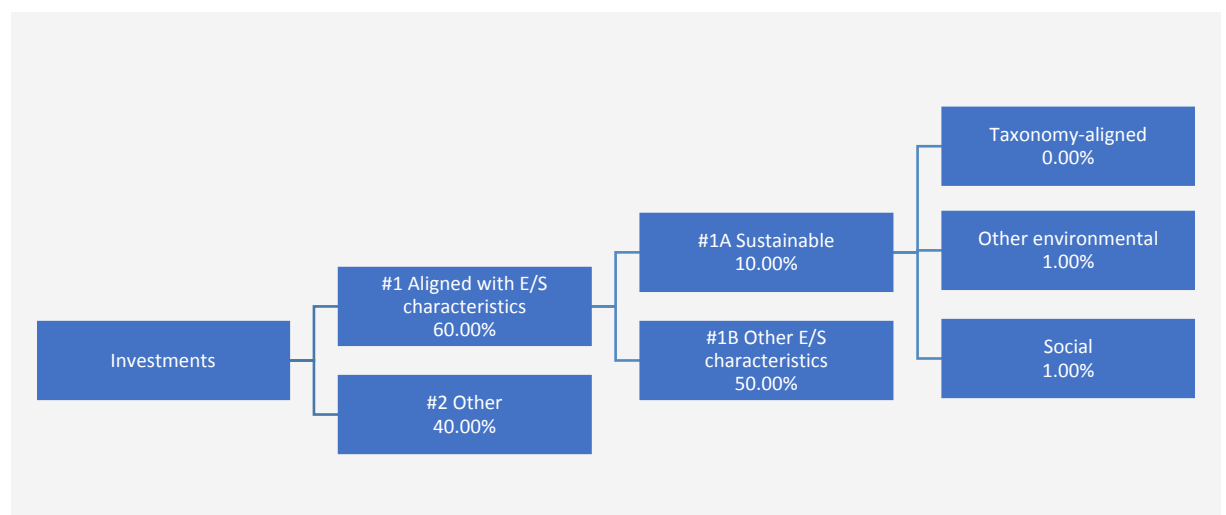 Investments
#1 Aligned with E/S
characteristics
60.00%
#2 Other
40.00%
#1A Sustainable
10.00%
#1B Other E/S
characteristics
50.00%
Taxonomy-aligned
0.00%
Other environmental
1.00%
Social
1.00%